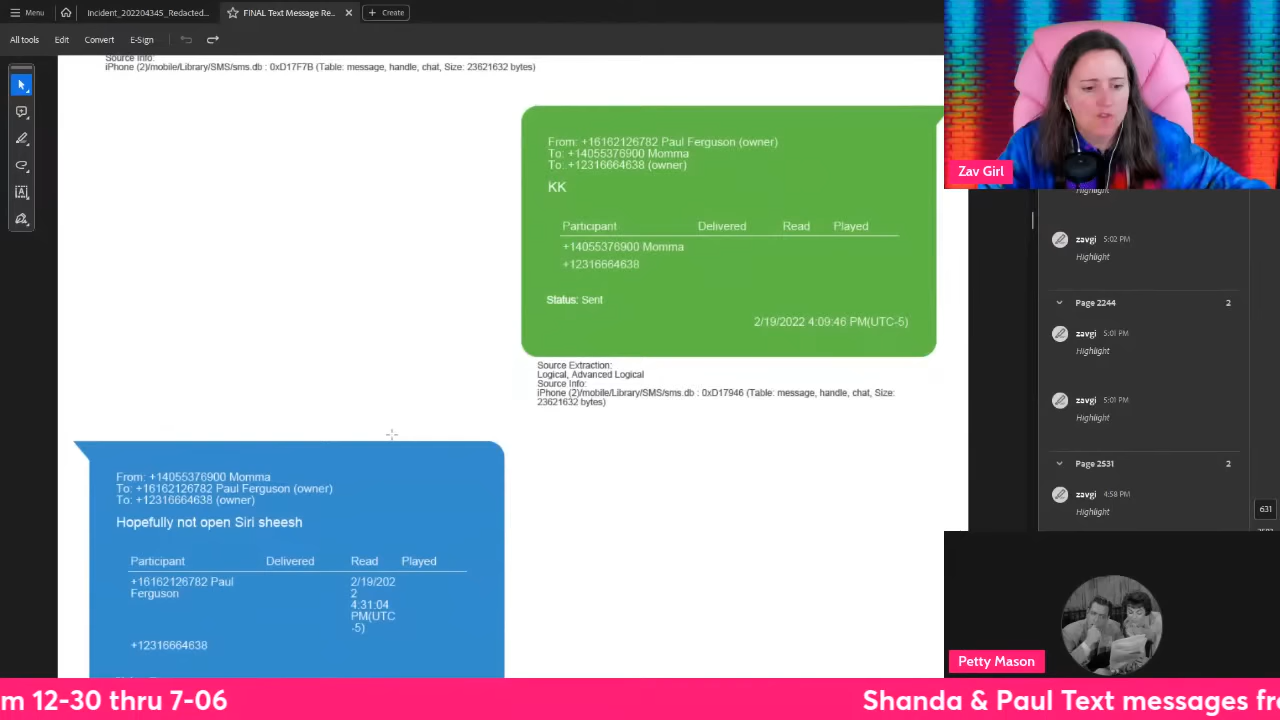 Menu
Incident_202204345_Redacted...
FINAL Text Message Re...
Create
All tools
Edit
Convert
E-Sign
Source Info:
iPhone (2)/mobile/Library/SMS/sms.db : 0xD17F7B (Table: message, handle, chat, Size: 23621632 bytes)
From: +16162126782 Paul Ferguson (owner)
To: +14055376900 Momma
To: +12316664638 (owner)
KK
Participant Delivered Read Played
+14055376900 Momma
+12316664638
Status: Sent
2/19/2022 4:09:46 PM(UTC-5)
Source Extraction:
Logical, Advanced Logical
Source Info:
iPhone (2)/mobile/Library/SMS/sms.db : 0xD17946 (Table: message, handle, chat, Size:
23621632 bytes)
From: +14055376900 Momma
To: +16162126782 Paul Ferguson (owner)
To: +12316664638 (owner)
Hopefully not open Siri sheesh
Participant Delivered Read Played
+16162126782 Paul
Ferguson
2/19/202
2
4:31:04
PM(UTC
-5)
+12316664638
Zav Girl
Highlight
zavgi 5:02 PM
Highlight
Page 2244 2
zavgi 5:01 PM
Highlight
zavgi 5:01 PM
Highlight
Page 2531 2
zavgi 4:58 PM
Highlight
631
Petty Mason
m 12-30 thru 7-06
Shanda & Paul Text messages fr